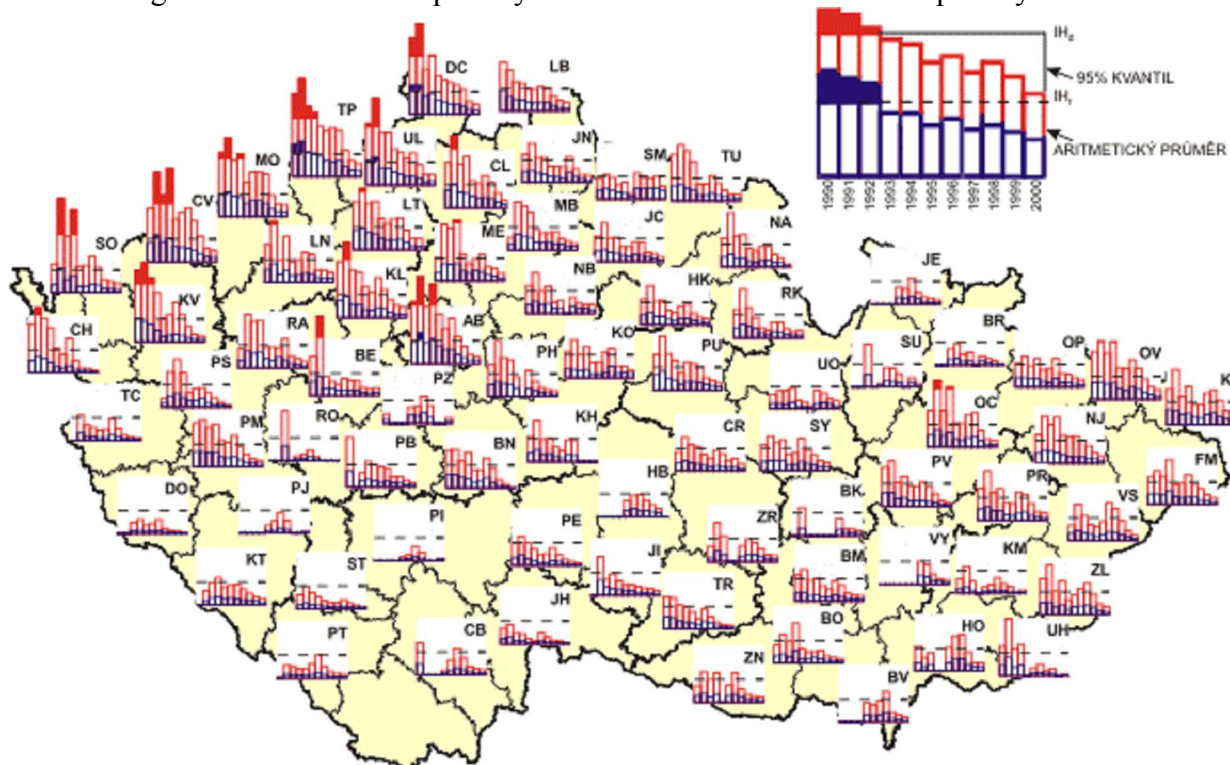 IHd
95% KVANTIL
IHr
ARITMETICKÝ PRŮMĚR
1990
1991
1992
1993
1994
1995
1996
1997
1998
1999
2000
DC
LB
TP
UL
JN
MO
CL
SM
TU
CV
LT
MB
JC
SO
LN
ME
NA
KL
NB
JE
KV
HK
RK
CH
RA
AB
KO
BR
PS
BE
PH
PU
SU
OP
OV
PZ
UO
K
TC
RO
OC
PM
KH
CR
SY
NJ
PB
BN
PV
FM
HB
PR
DO
PJ
BK
VS
PI
PE
ZR
VY
KT
ST
JI
BM
KM
ZL
TR
JH
BO
PT
CB
HO
UH
ZN
BV